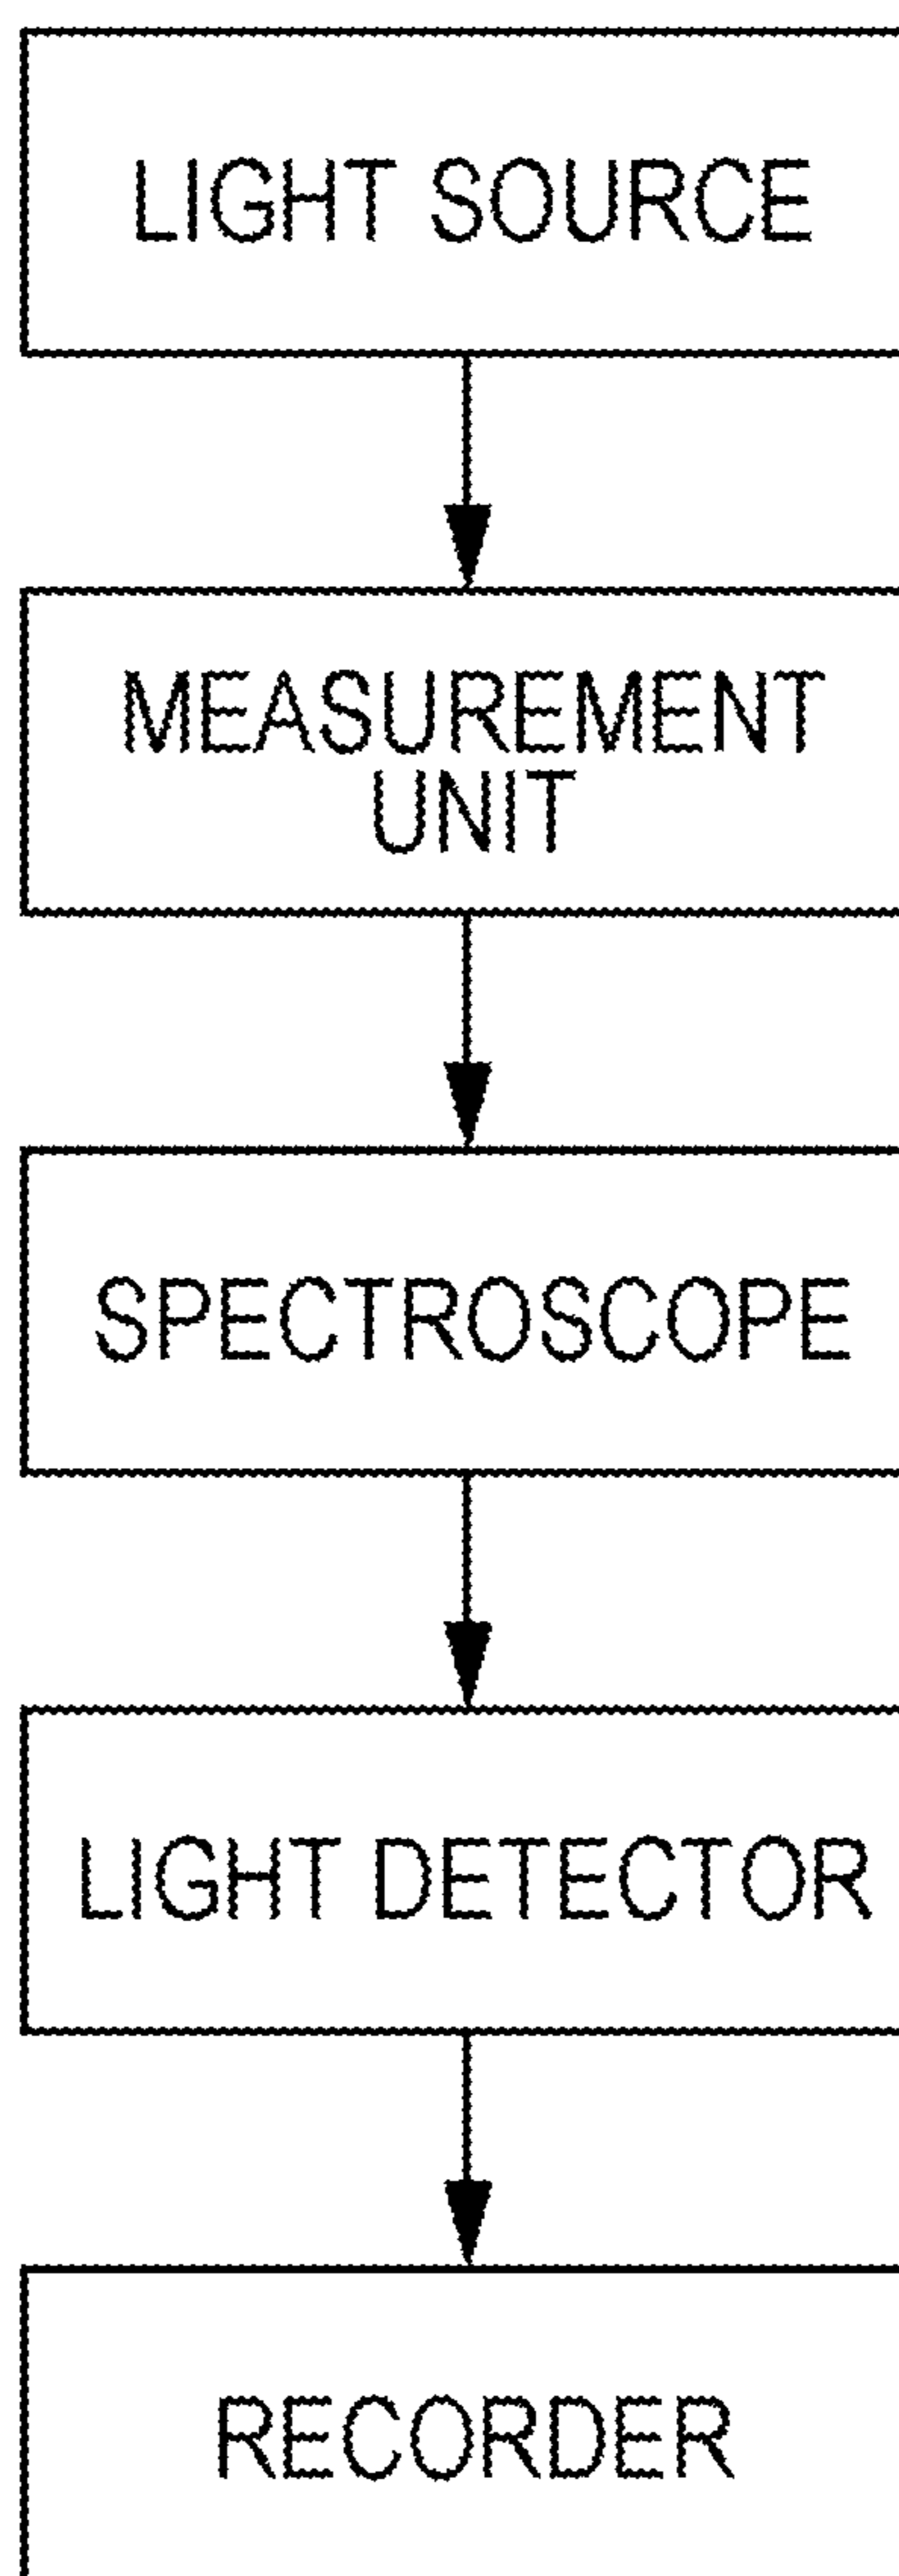 LIGHT SOURCE
MEASUREMENT
UNIT
SPECTROSCOPE
LIGHT DETECTOR
RECORDER